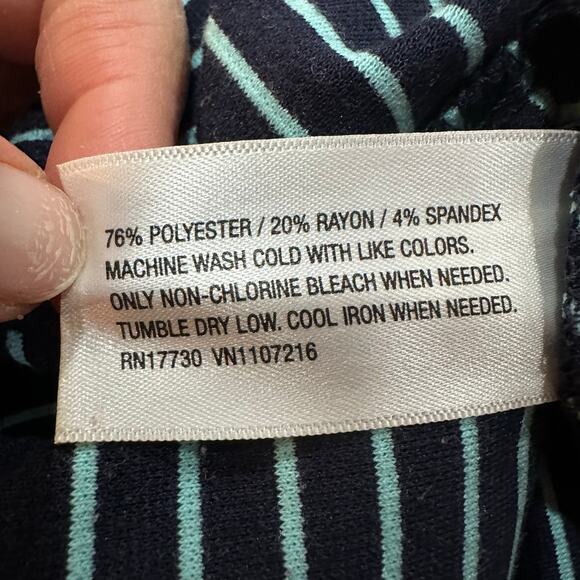 76% POLYESTER / 20% RAYON / 4% SPANDEX
MACHINE WASH COLD WITH LIKE COLORS.
ONLY NON-CHLORINE BLEACH WHEN NEEDED.
TUMBLE DRY LOW. COOL IRON WHEN NEEDED.
RN17730 VN1107216